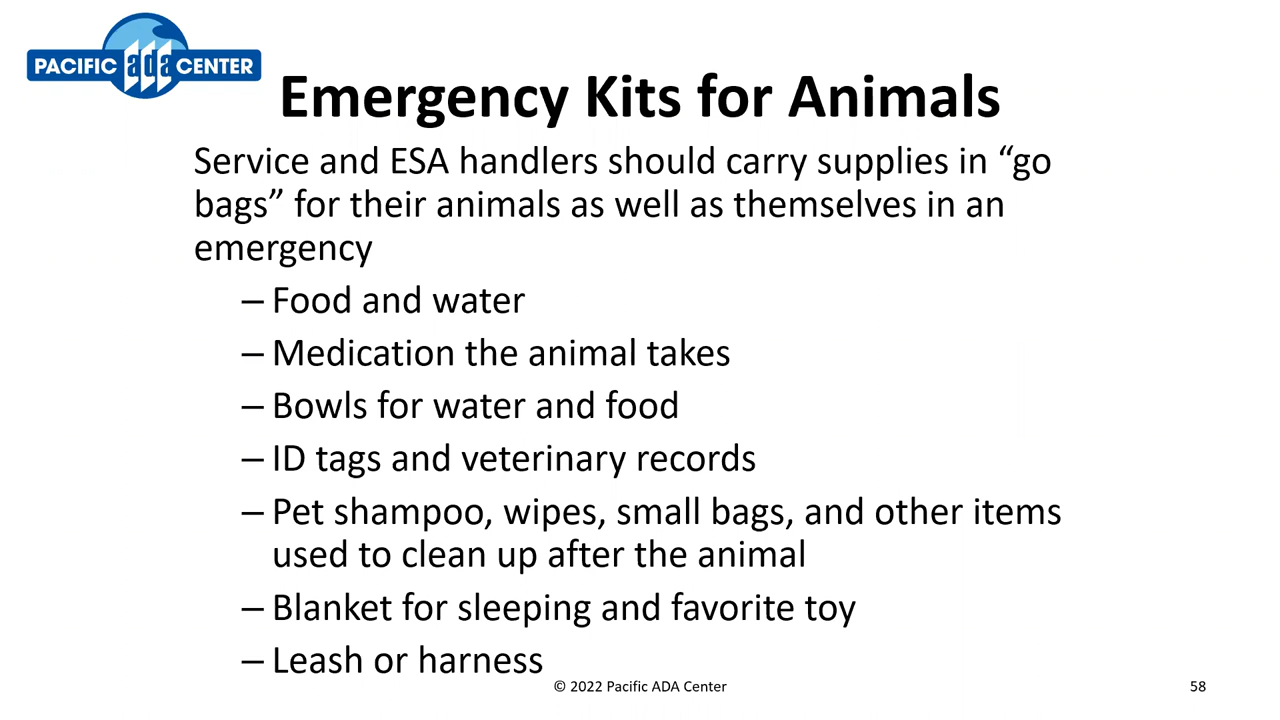 PACIFIC ada CENTER
Emergency Kits for Animals
Service and ESA handlers should carry supplies in “go
bags” for their animals as well as themselves in an
emergency
– Food and water
– Medication the animal takes
– Bowls for water and food
– ID tags and veterinary records
– Pet shampoo, wipes, small bags, and other items
used to clean up after the animal
– Blanket for sleeping and favorite toy
– Leash or harness
© 2022 Pacific ADA Center
58